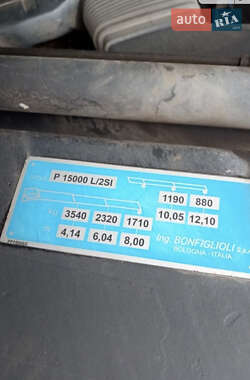 auto
RIA
P 15000 L/2SI
1190 880
3540 2320 1710
10,05 12,10
4,14 6,04 8,00
Ing. BONFIGLIOLI S.p.A.
BOLOGNA - ITALIA